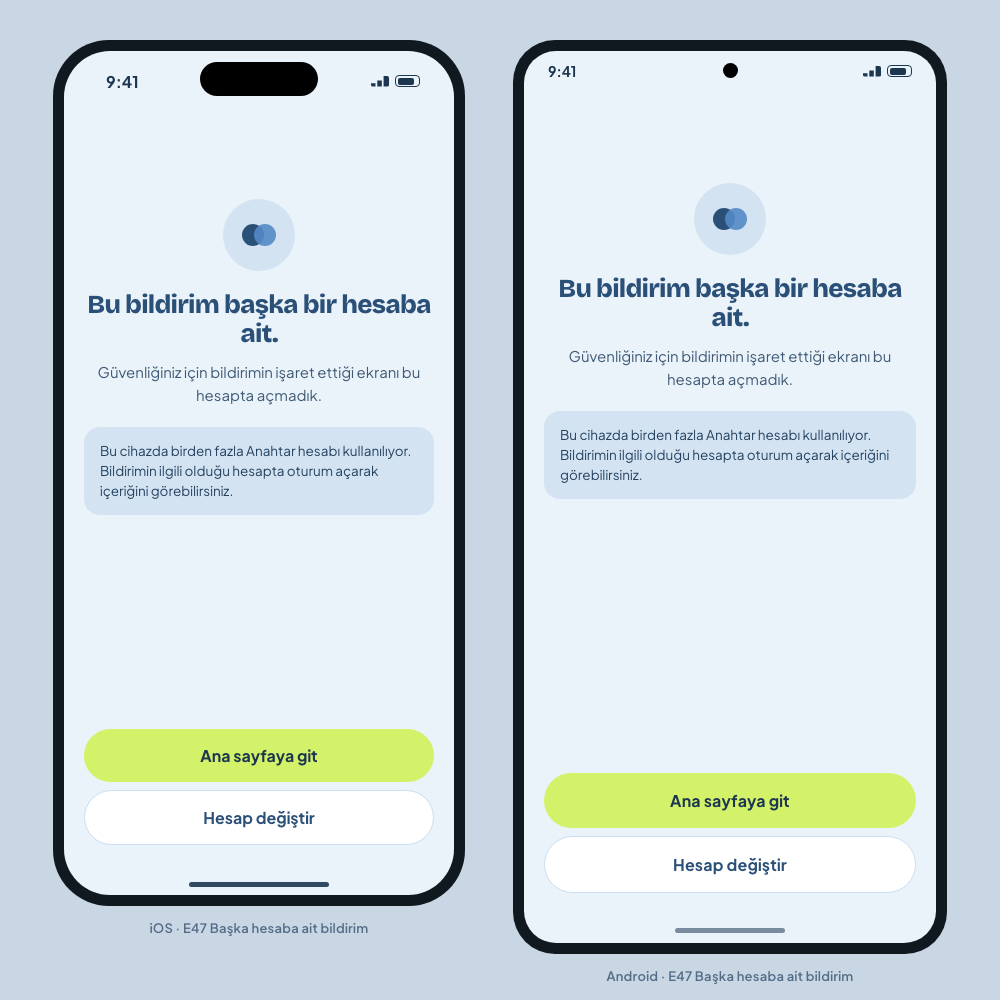 9:41
Bu bildirim başka bir hesaba
ait.
Güvenliğiniz için bildirimin işaret ettiği ekranı bu
hesapta açmadık.
Bu cihazda birden fazla Anahtar hesabı kullanılıyor.
Bildirimin ilgili olduğu hesapta oturum açarak
içeriğini görebilirsiniz.
Ana sayfaya git
Hesap değiştir
iOS · E47 Başka hesaba ait bildirim
9:41
Bu bildirim başka bir hesaba
ait.
Güvenliğiniz için bildirimin işaret ettiği ekranı bu
hesapta açmadık.
Bu cihazda birden fazla Anahtar hesabı kullanılıyor.
Bildirimin ilgili olduğu hesapta oturum açarak içeriğini
görebilirsiniz.
Ana sayfaya git
Hesap değiştir
Android · E47 Başka hesaba ait bildirim